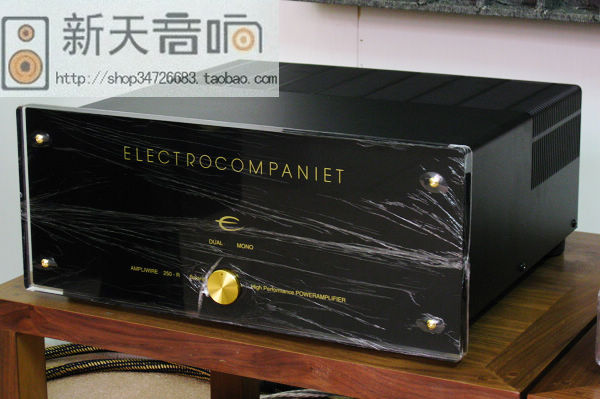 新天音响
http://shop34726683.taobao.com
ELECTROCOMPANIET
DUAL MONO
AMPLIWIRE 250-R
High Performance POWERAMPLIFIER